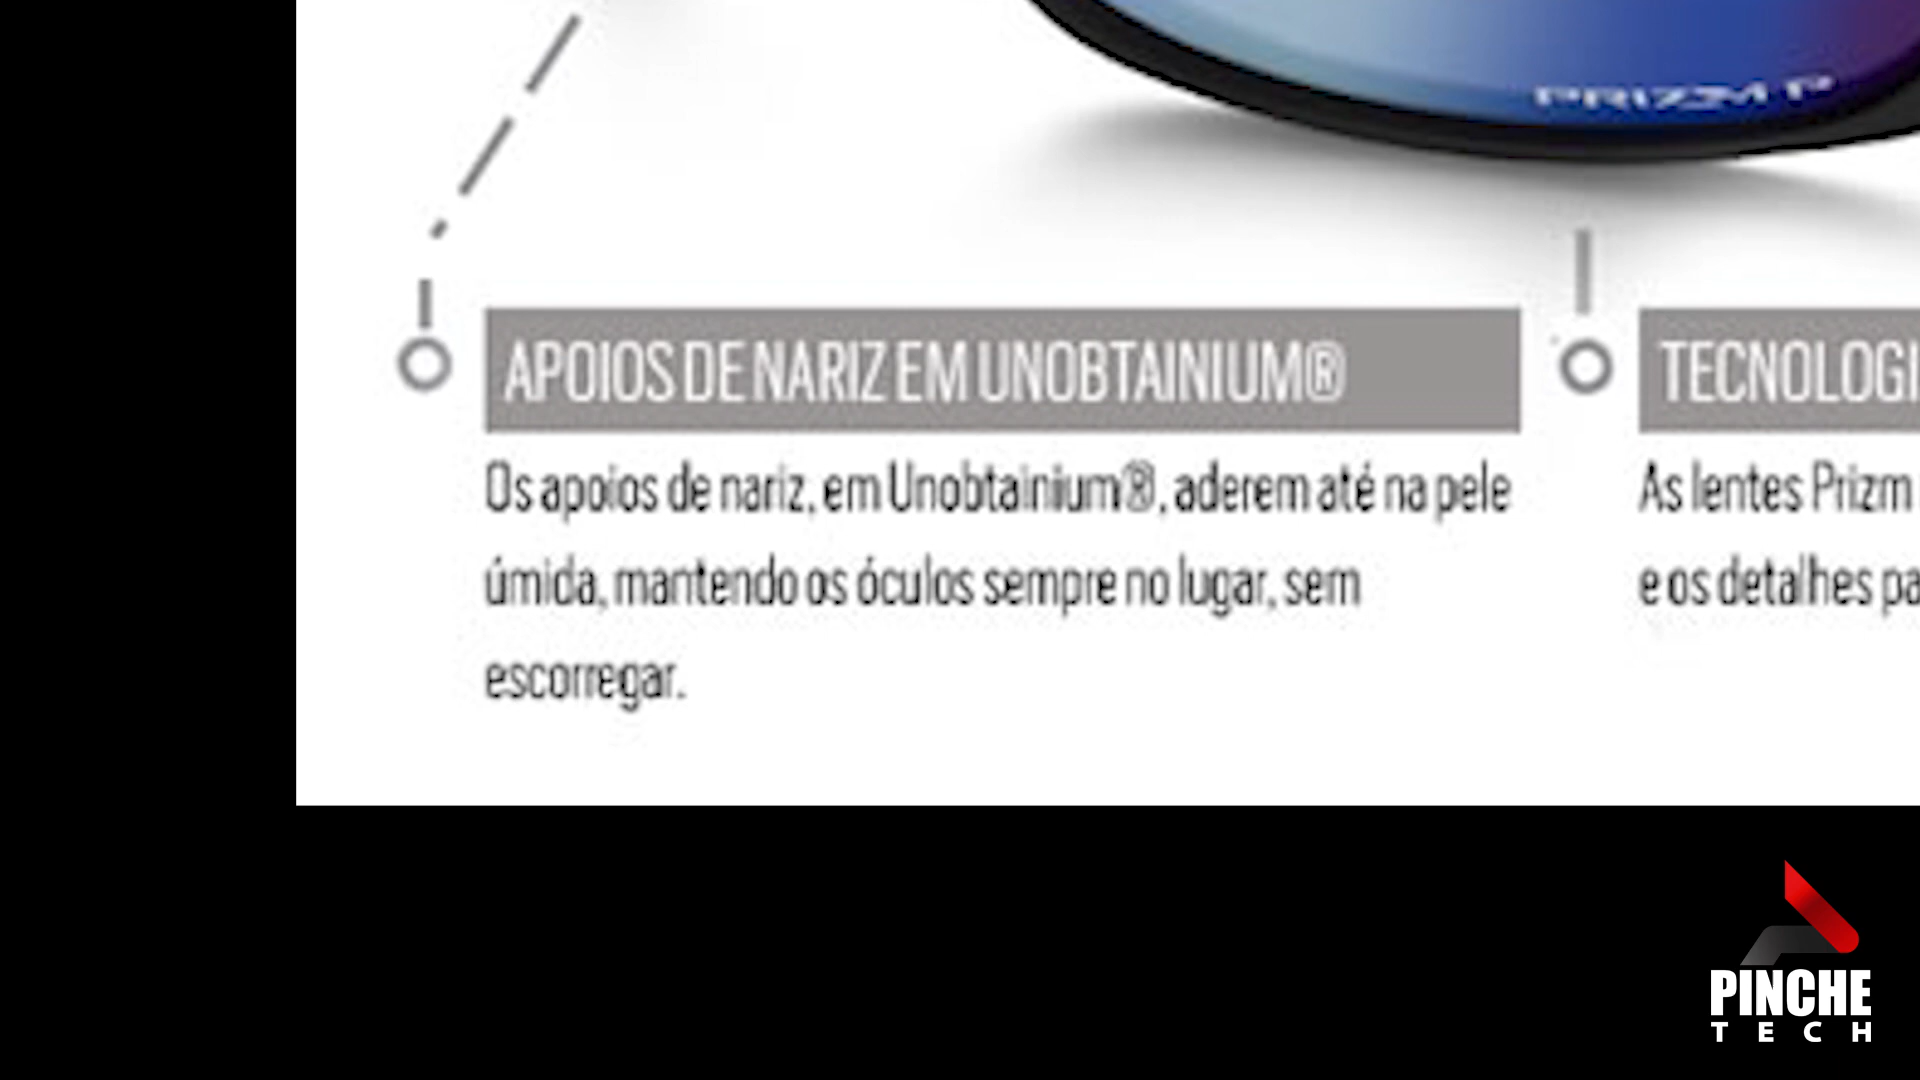 PRIZM P
APOIOS DE NARIZ EM UNOBTAINIUM®
Os apoios de nariz, em Unobtainium®, aderem até na pele
úmida, mantendo os óculos sempre no lugar, sem
escorregar.
TECNOLOGI
As lentes Prizm
e os detalhes pa
PINCHE
TECH